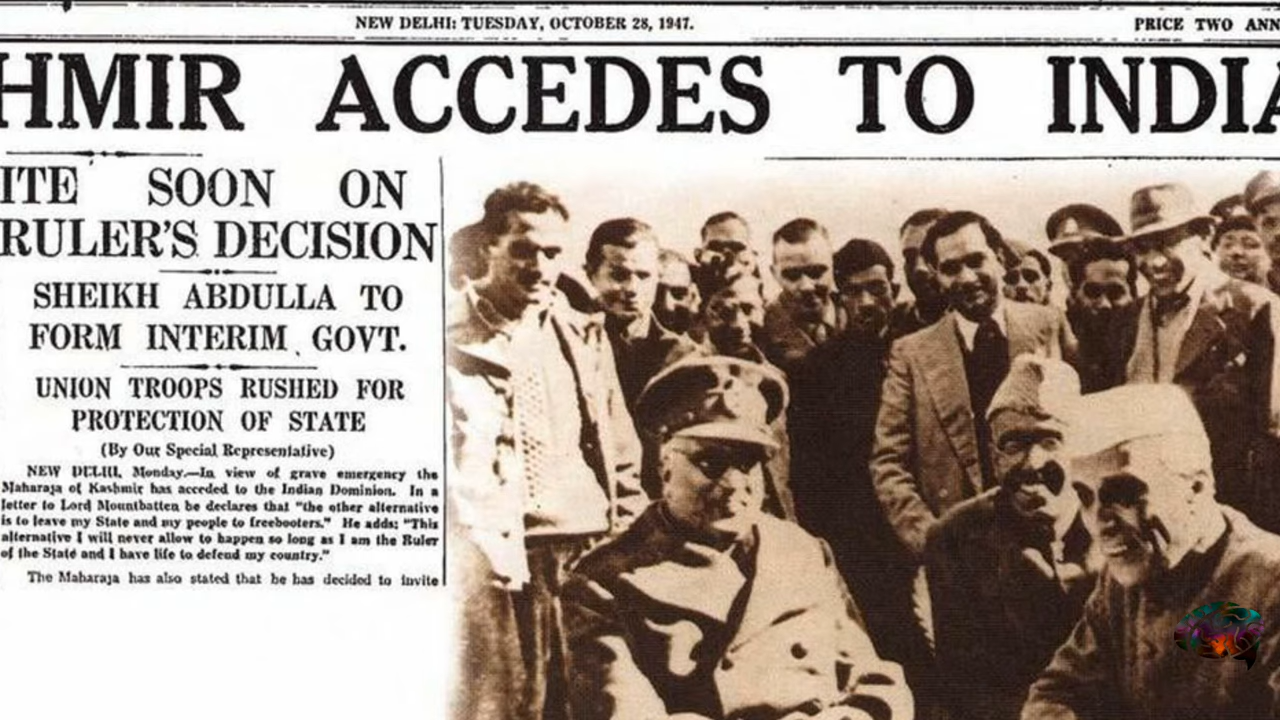 NEW DELHI: TUESDAY, OCTOBER 28, 1947.
PRICE TWO ANN
HMIR ACCEDES TO INDIA
ITE SOON ON
RULER'S DECISION
SHEIKH ABDULLA TO
FORM INTERIM GOVT.
UNION TROOPS RUSHED FOR
PROTECTION OF STATE
(By Our Special Representative)
NEW DELHI, Monday.—In view of grave emergency the
Maharaja of Kashmir has acceded to the Indian Dominion. In a
letter to Lord Mountbatten he declares that "the other alternative
is to leave my State and my people to freebooters." He adds: "This
alternative I will never allow to happen so long as I am the Ruler
of the State and I have life to defend my country."
The Maharaja has also stated that he has decided to invite